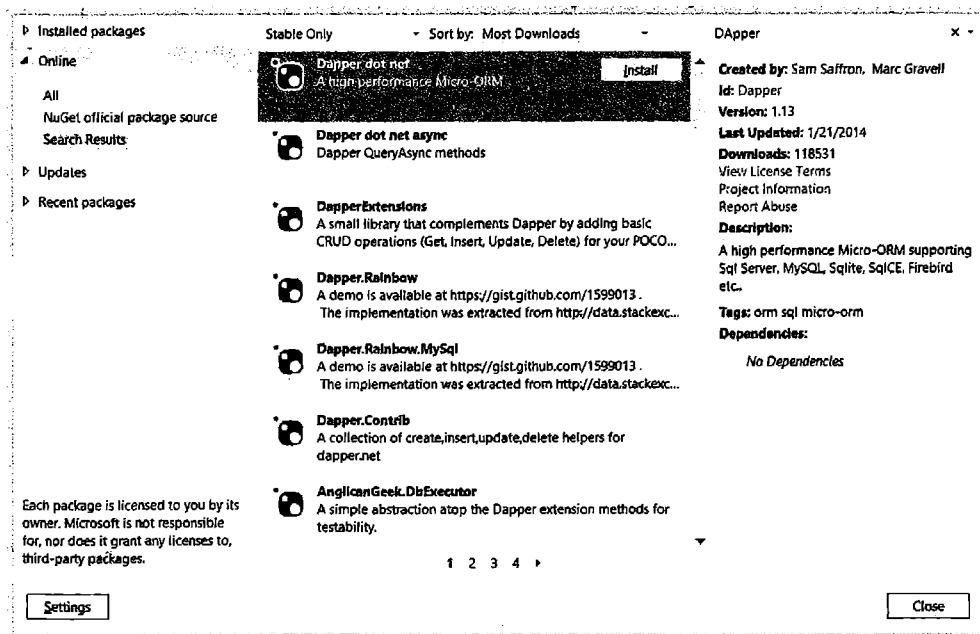 Installed packages
Online
All
NuGet official package source
Search Results
Updates
Recent packages
Each package is licensed to you by its
owner. Microsoft is not responsible
for, nor does it grant any licenses to,
third-party packages.
Settings
Stable Only
Sort by: Most Downloads
Dapper dot net
A high performance Micro-ORM
Install
Dapper dot net async
Dapper QueryAsync methods
DapperExtensions
A small library that complements Dapper by adding basic
CRUD operations (Get, Insert, Update, Delete) for your POCO...
Dapper.Rainbow
A demo is available at https://gist.github.com/1599013 .
The implementation was extracted from http://data.stackexc...
Dapper.Rainbow.MySql
A demo is available at https://gist.github.com/1599013 .
The implementation was extracted from http://data.stackexc...
Dapper.Contrib
A collection of create,insert,update,delete helpers for
dapper.net
AnglicanGeek.DbExecutor
A simple abstraction atop the Dapper extension methods for
testability.
1 2 3 4
DApper
Created by: Sam Saffron, Marc Gravell
Id: Dapper
Version: 1.13
Last Updated: 1/21/2014
Downloads: 118531
View License Terms
Project Information
Report Abuse
Description:
A high performance Micro-ORM supporting
Sql Server, MySQL, Sqlite, SqlCE, Firebird
etc..
Tags: orm sql micro-orm
Dependencies:
No Dependencies
Close